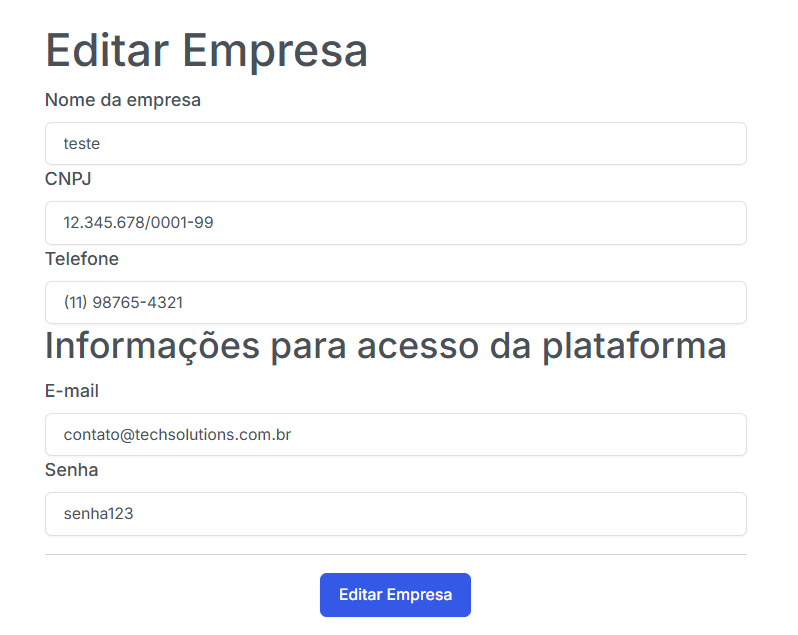 Editar Empresa
Nome da empresa
teste
CNPJ
12.345.678/0001-99
Telefone
(11) 98765-4321
Informações para acesso da plataforma
E-mail
contato@techsolutions.com.br
Senha
senha123
Editar Empresa